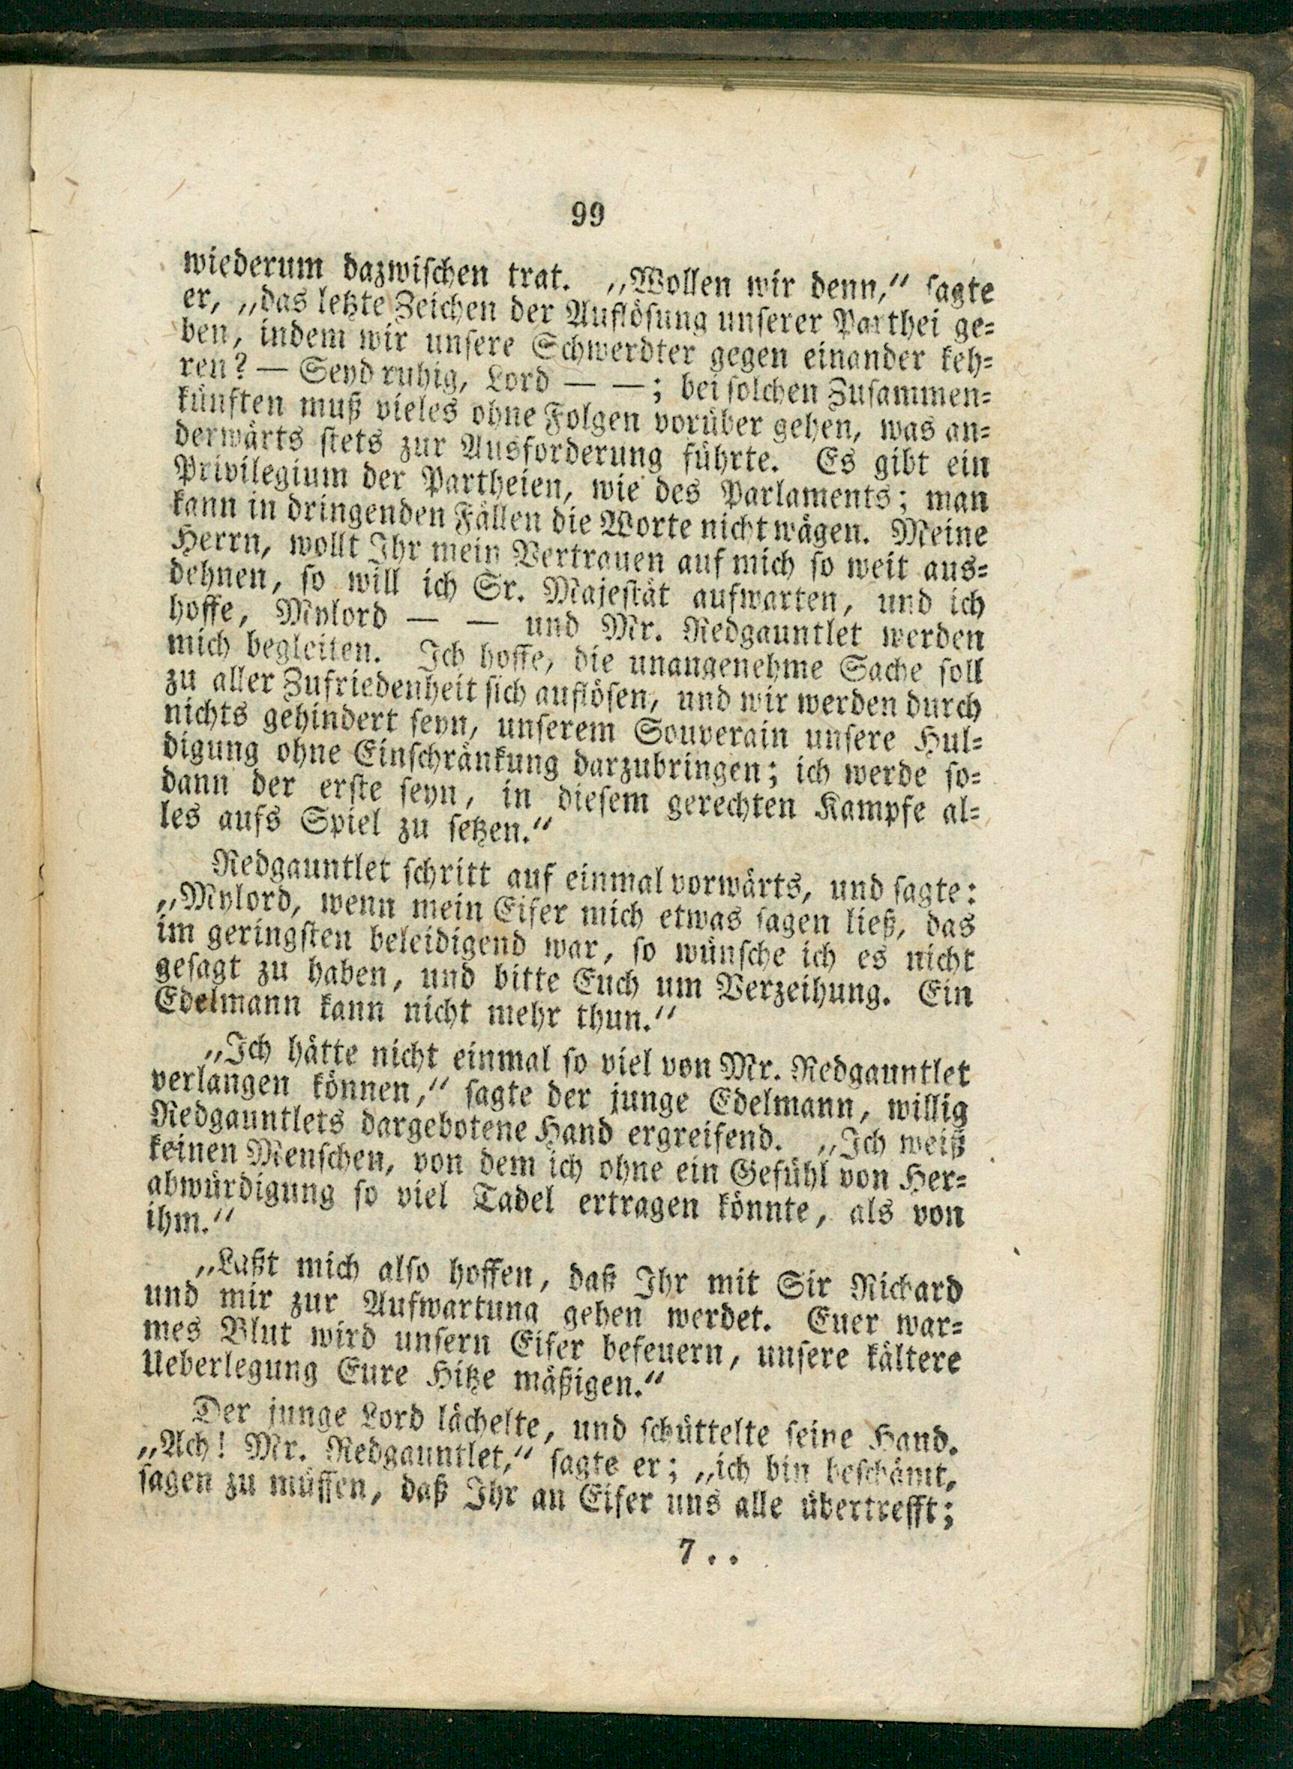 99
wiederum dazwischen trat. „Wollen wir denn,“ sagte
er, „das letzte Zeichen der Auflösung unserer Parthei ge-
ben, indem wir unsere Schwerdter gegen einander keh-
ren? — Seyd ruhig, Lord — —; bei solchen Zusammen-
künften muß vieles ohne Folgen vorüber gehen, was an-
derwärts stets zur Ausforderung führte. Es gibt ein
Privilegium der Partheien, wie des Parlaments; man
kann in dringenden Fällen die Worte nicht wägen. Meine
Herrn, wollt Ihr mein Vertrauen auf mich so weit aus-
dehnen, so will ich Sr. Majestät aufwarten, und ich
hoffe, Mylord — — und Mr. Redgauntlet werden
mich begleiten. Ich hoffe, die unangenehme Sache soll
zu aller Zufriedenheit sich auflösen, und wir werden durch
nichts gehindert seyn, unserem Souverain unsere Hul-
digung ohne Einschränkung darzubringen; ich werde so-
dann der erste seyn, in diesem gerechten Kampfe al-
les aufs Spiel zu setzen.“
Redgauntlet schritt auf einmal vorwärts, und sagte:
„Mylord, wenn mein Eifer mich etwas sagen ließ, das
im geringsten beleidigend war, so wünsche ich es nicht
gesagt zu haben, und bitte Euch um Verzeihung. Ein
Edelmann kann nicht mehr thun.“
„Ich hätte nicht einmal so viel von Mr. Redgauntlet
verlangen können,“ sagte der junge Edelmann, willig
Redgauntlets dargebotene Hand ergreifend. „Ich weiß
keinen Menschen, von dem ich ohne ein Gefühl von Her-
abwürdigung so viel Tadel ertragen könnte, als von
ihm.“
„Laßt mich also hoffen, daß Ihr mit Sir Richard
und mir zur Aufwartung gehen werdet. Euer war-
mes Blut wird unsern Eifer befeuern, unsere kältere
Ueberlegung Eure Hitze mäßigen.“
Der junge Lord lächelte, und schüttelte seine Hand.
„Ach! Mr. Redgauntlet,“ sagte er; „ich bin beschämt,
sagen zu müssen, daß Ihr an Eifer uns alle übertrefft;
7..